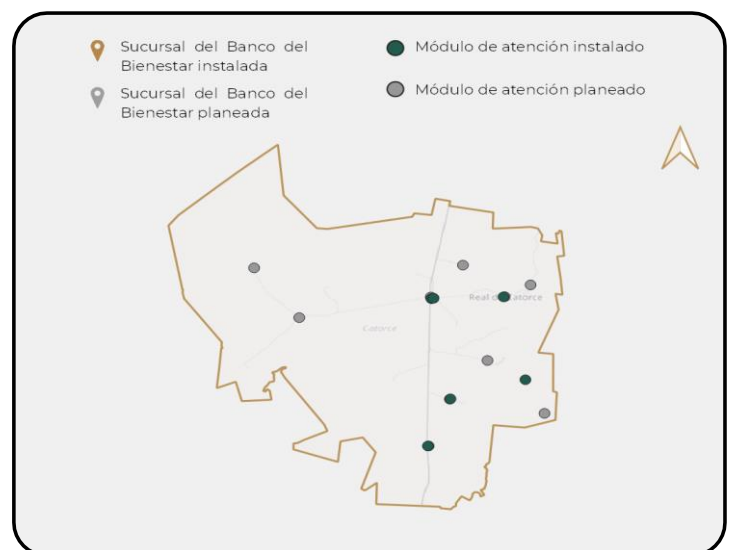 Sucursal del Banco del
Bienestar instalada
Sucursal del Banco del
Bienestar planeada
Módulo de atención instalado
Módulo de atención planeado
Real de Catorce
Catorce